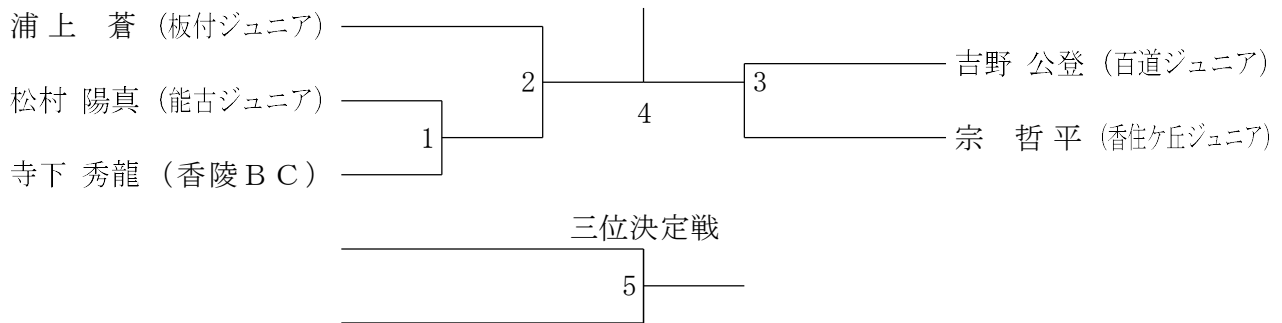 浦上 蒼 (板付ジュニア)
松村 陽真 (能古ジュニア)
寺下 秀龍 (香陵BC)
1
2
4
3
吉野 公登 (百道ジュニア)
宗 哲平 (香住ケ丘ジュニア)
三位決定戦
5